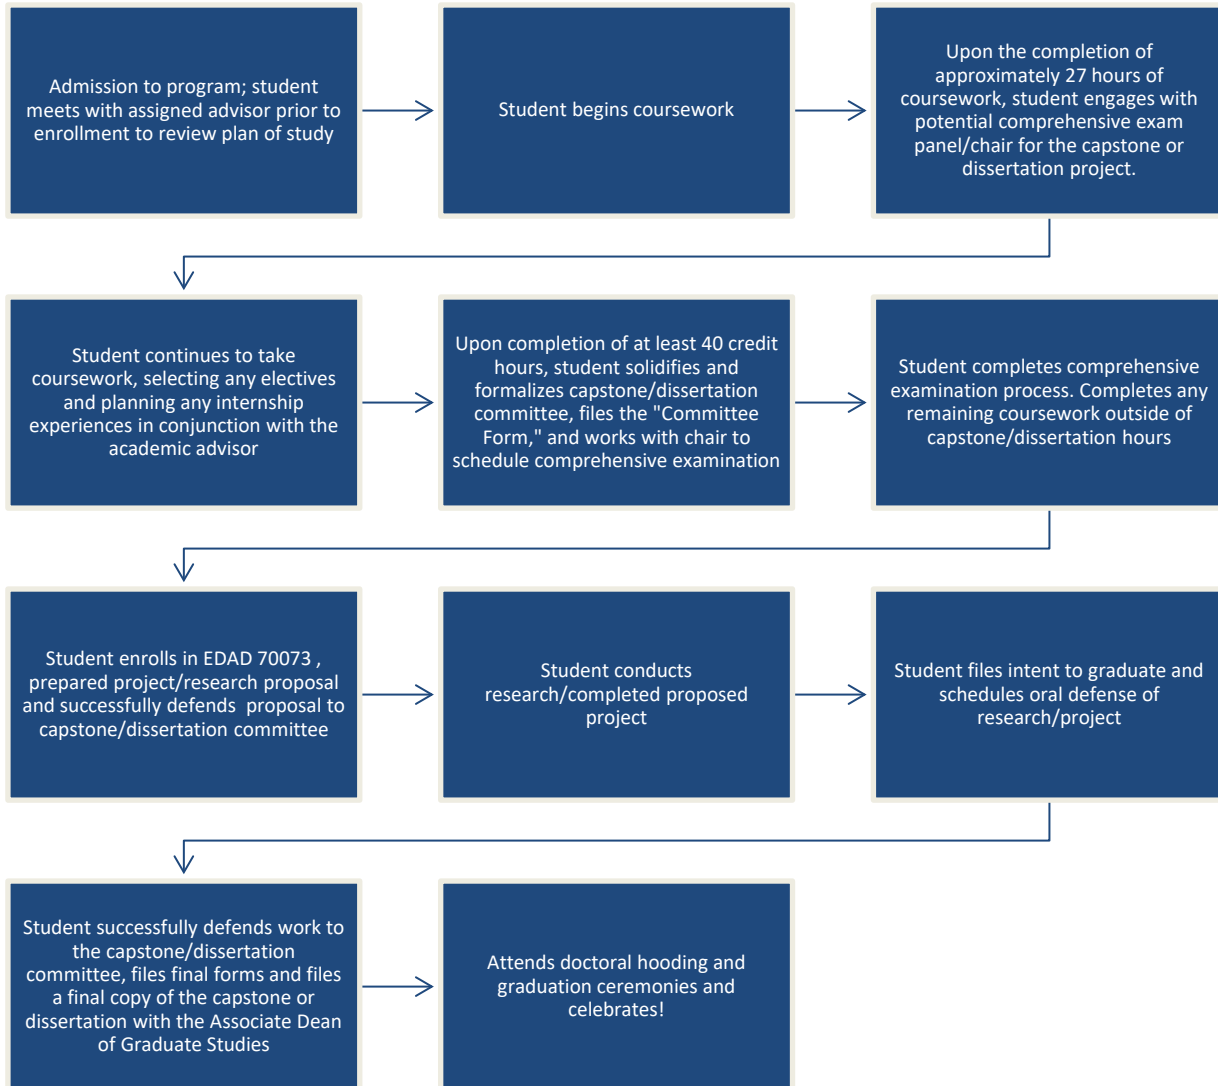 Admission to program; student
meets with assigned advisor prior to
enrollment to review plan of study
Student begins coursework
Upon the completion of
approximately 27 hours of
coursework, student engages with
potential comprehensive exam
panel/chair for the capstone or
dissertation project.
Student continues to take
coursework, selecting any electives
and planning any internship
experiences in conjunction with the
academic advisor
Upon completion of at least 40 credit
hours, student solidifies and
formalizes capstone/dissertation
committee, files the "Committee
Form," and works with chair to
schedule comprehensive examination
Student completes comprehensive
examination process. Completes any
remaining coursework outside of
capstone/dissertation hours
Student enrolls in EDAD 70073 ,
prepared project/research proposal
and successfully defends  proposal to
capstone/dissertation committee
Student conducts
research/completed proposed
project
Student files intent to graduate and
schedules oral defense of
research/project
Student successfully defends work to
the capstone/dissertation
committee, files final forms and files
a final copy of the capstone or
dissertation with the Associate Dean
of Graduate Studies
Attends doctoral hooding and
graduation ceremonies and
celebrates!